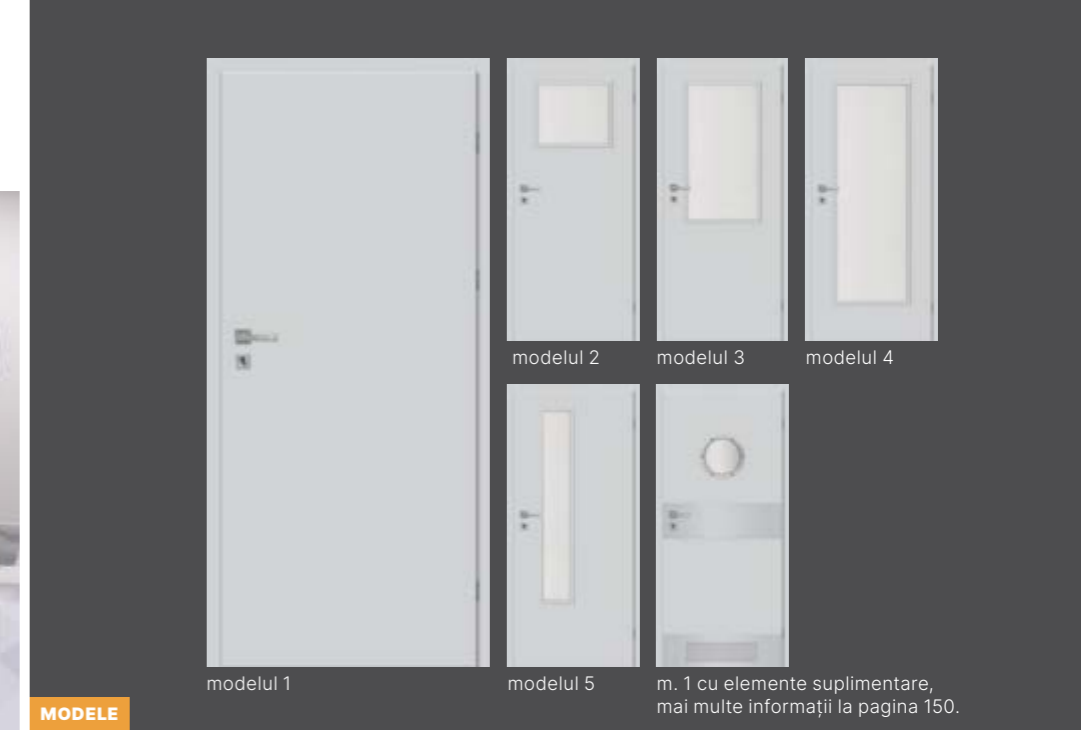 modelul 2
modelul 3
modelul 4
modelul 1
modelul 5
m. 1 cu elemente suplimentare,
mai multe informații la pagina 150.
MODELE